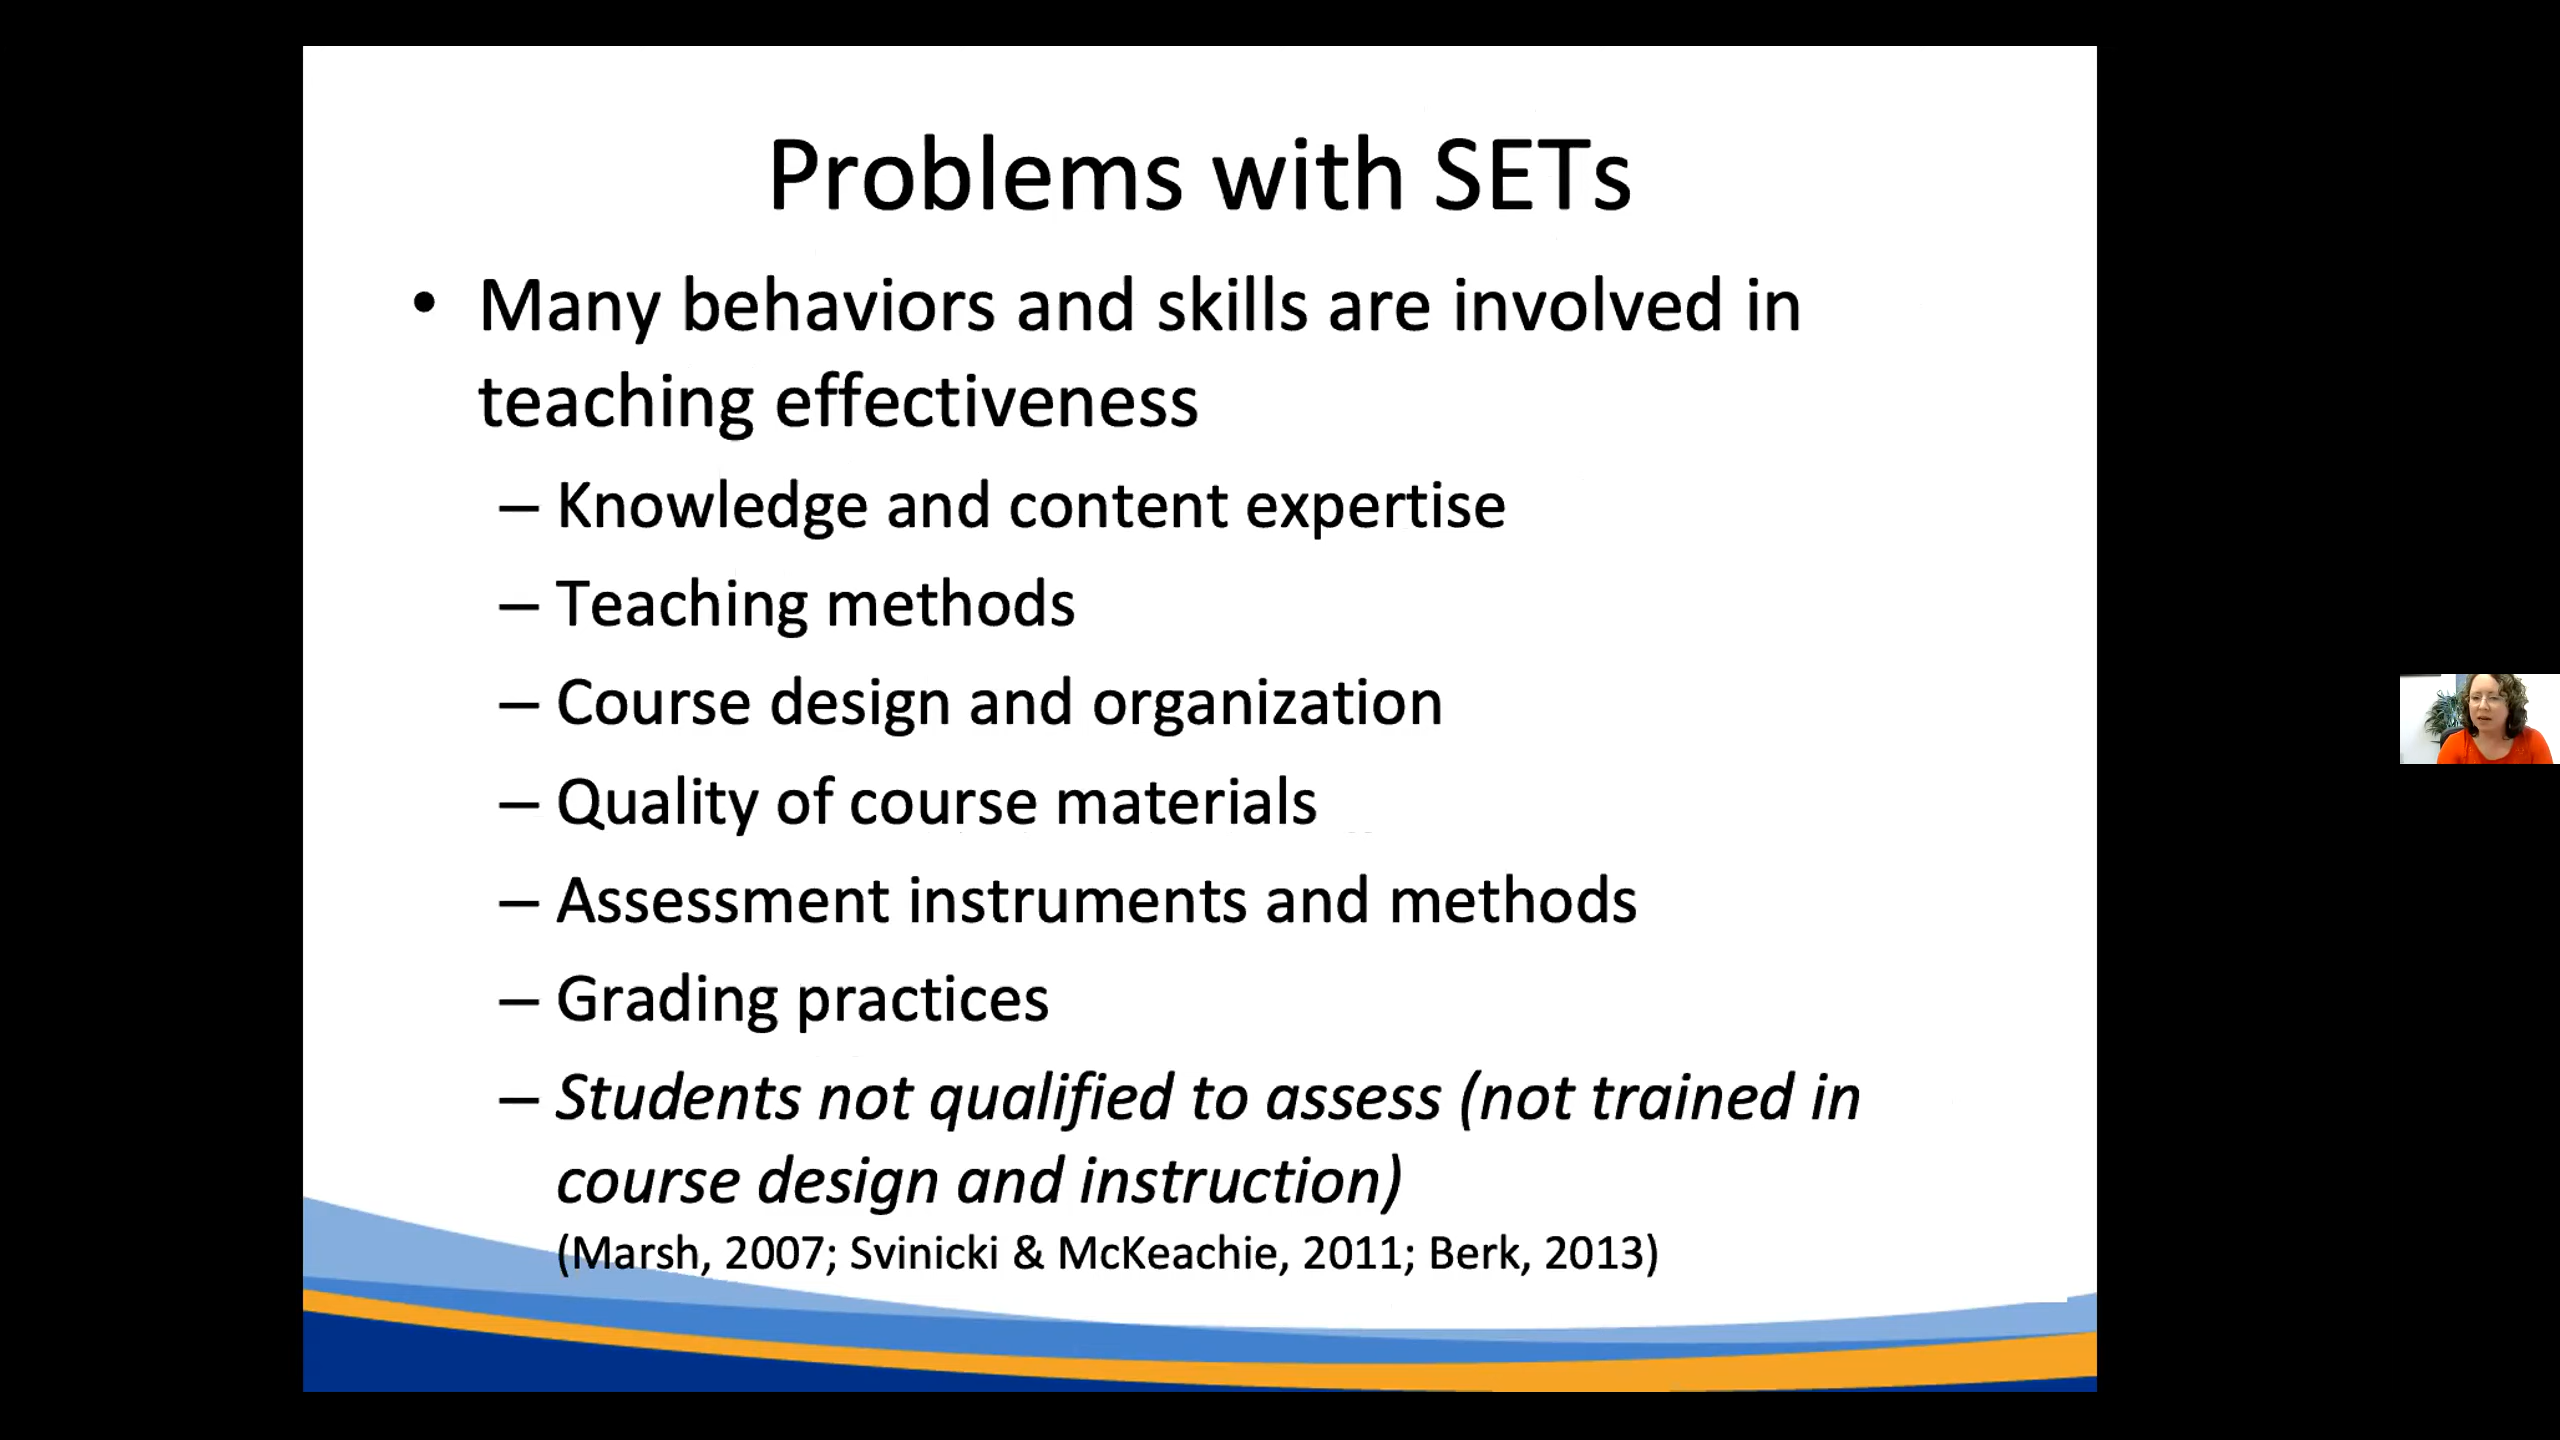 Problems with SETs
• Many behaviors and skills are involved in
teaching effectiveness
– Knowledge and content expertise
– Teaching methods
– Course design and organization
– Quality of course materials
– Assessment instruments and methods
– Grading practices
– Students not qualified to assess (not trained in
course design and instruction)
(Marsh, 2007; Svinicki & McKeachie, 2011; Berk, 2013)